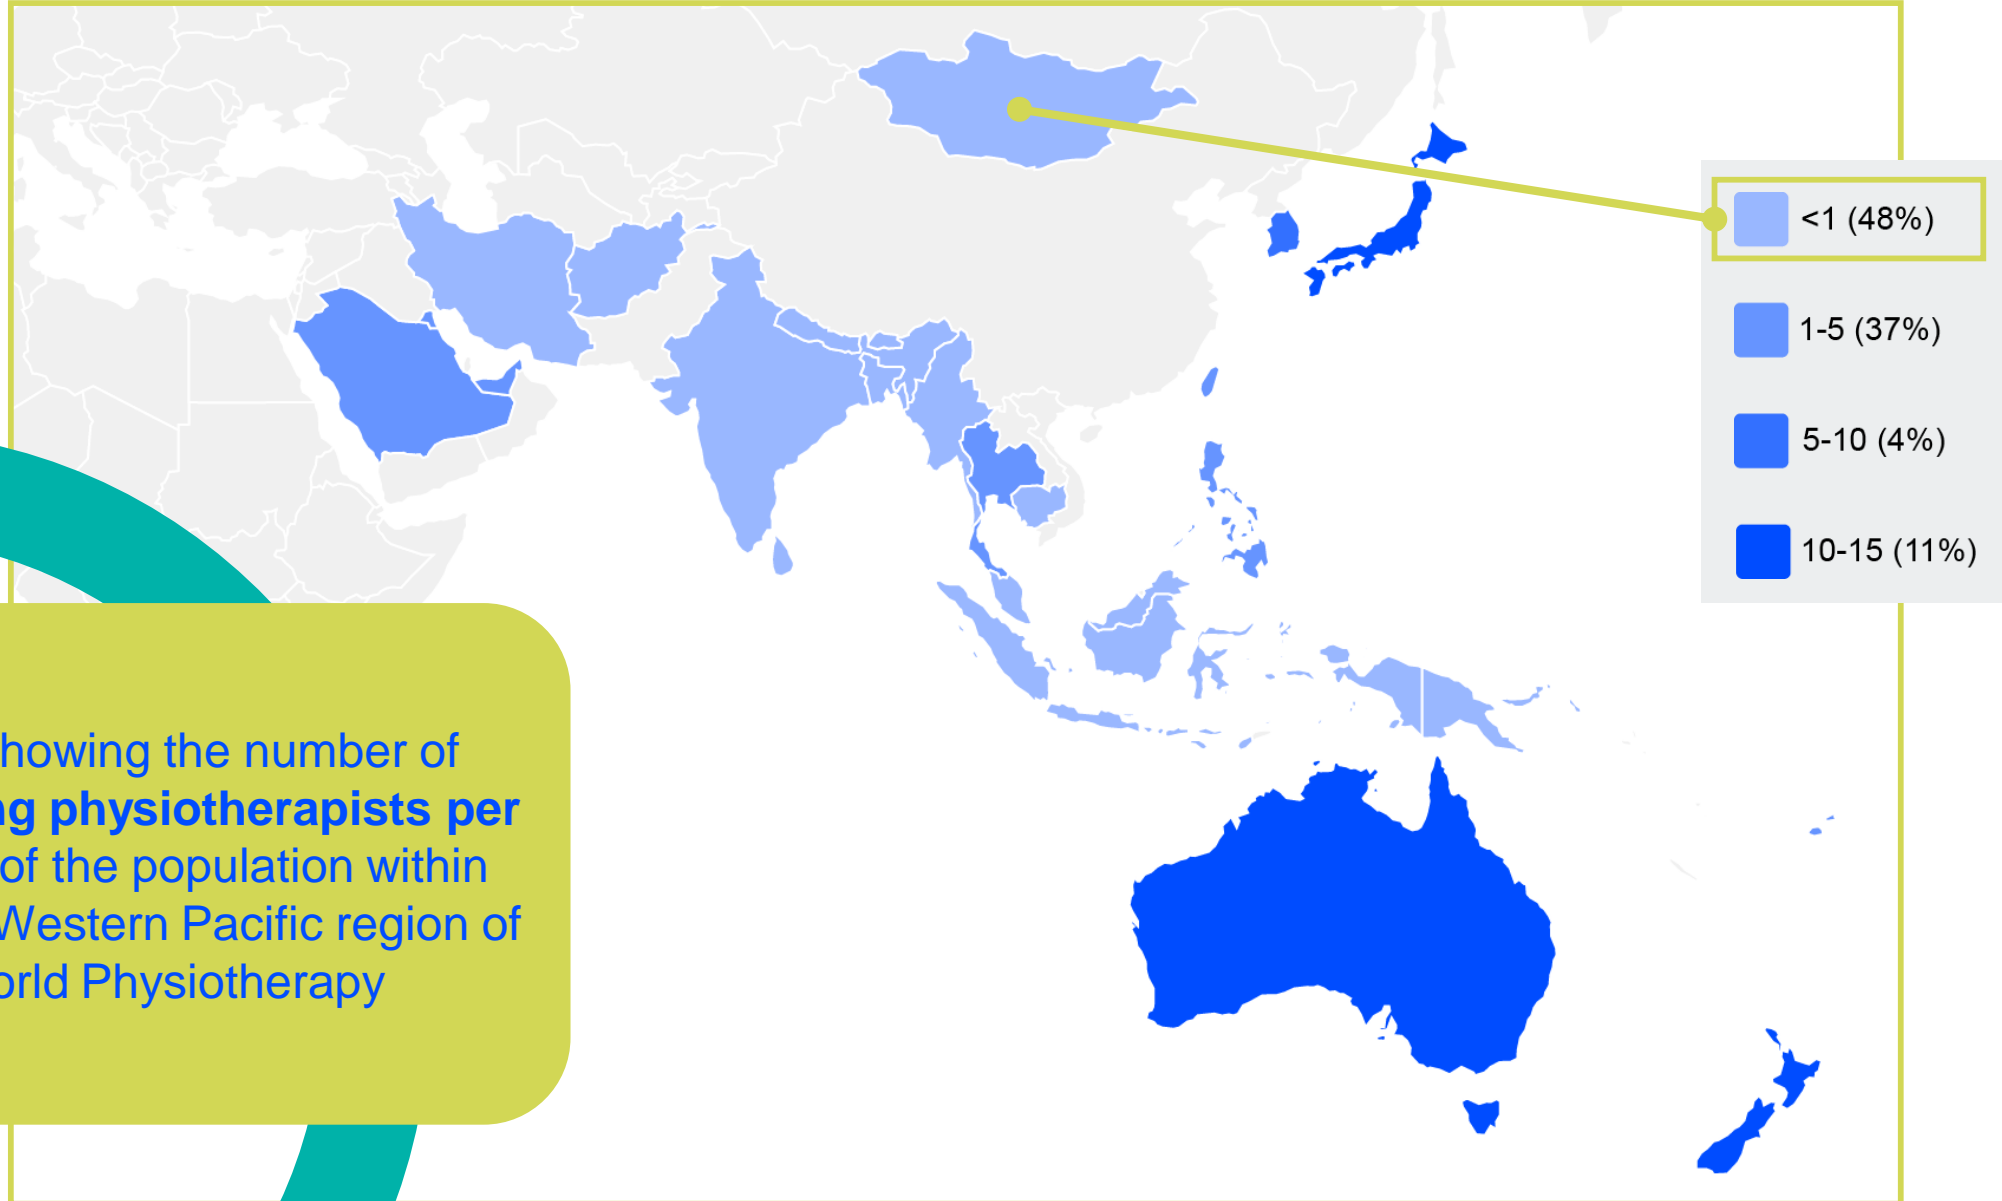 <1 (48%)
1-5 (37%)
5-10 (4%)
10-15 (11%)
howing the number of
ng physiotherapists per
of the population within
Western Pacific region of
orld Physiotherapy